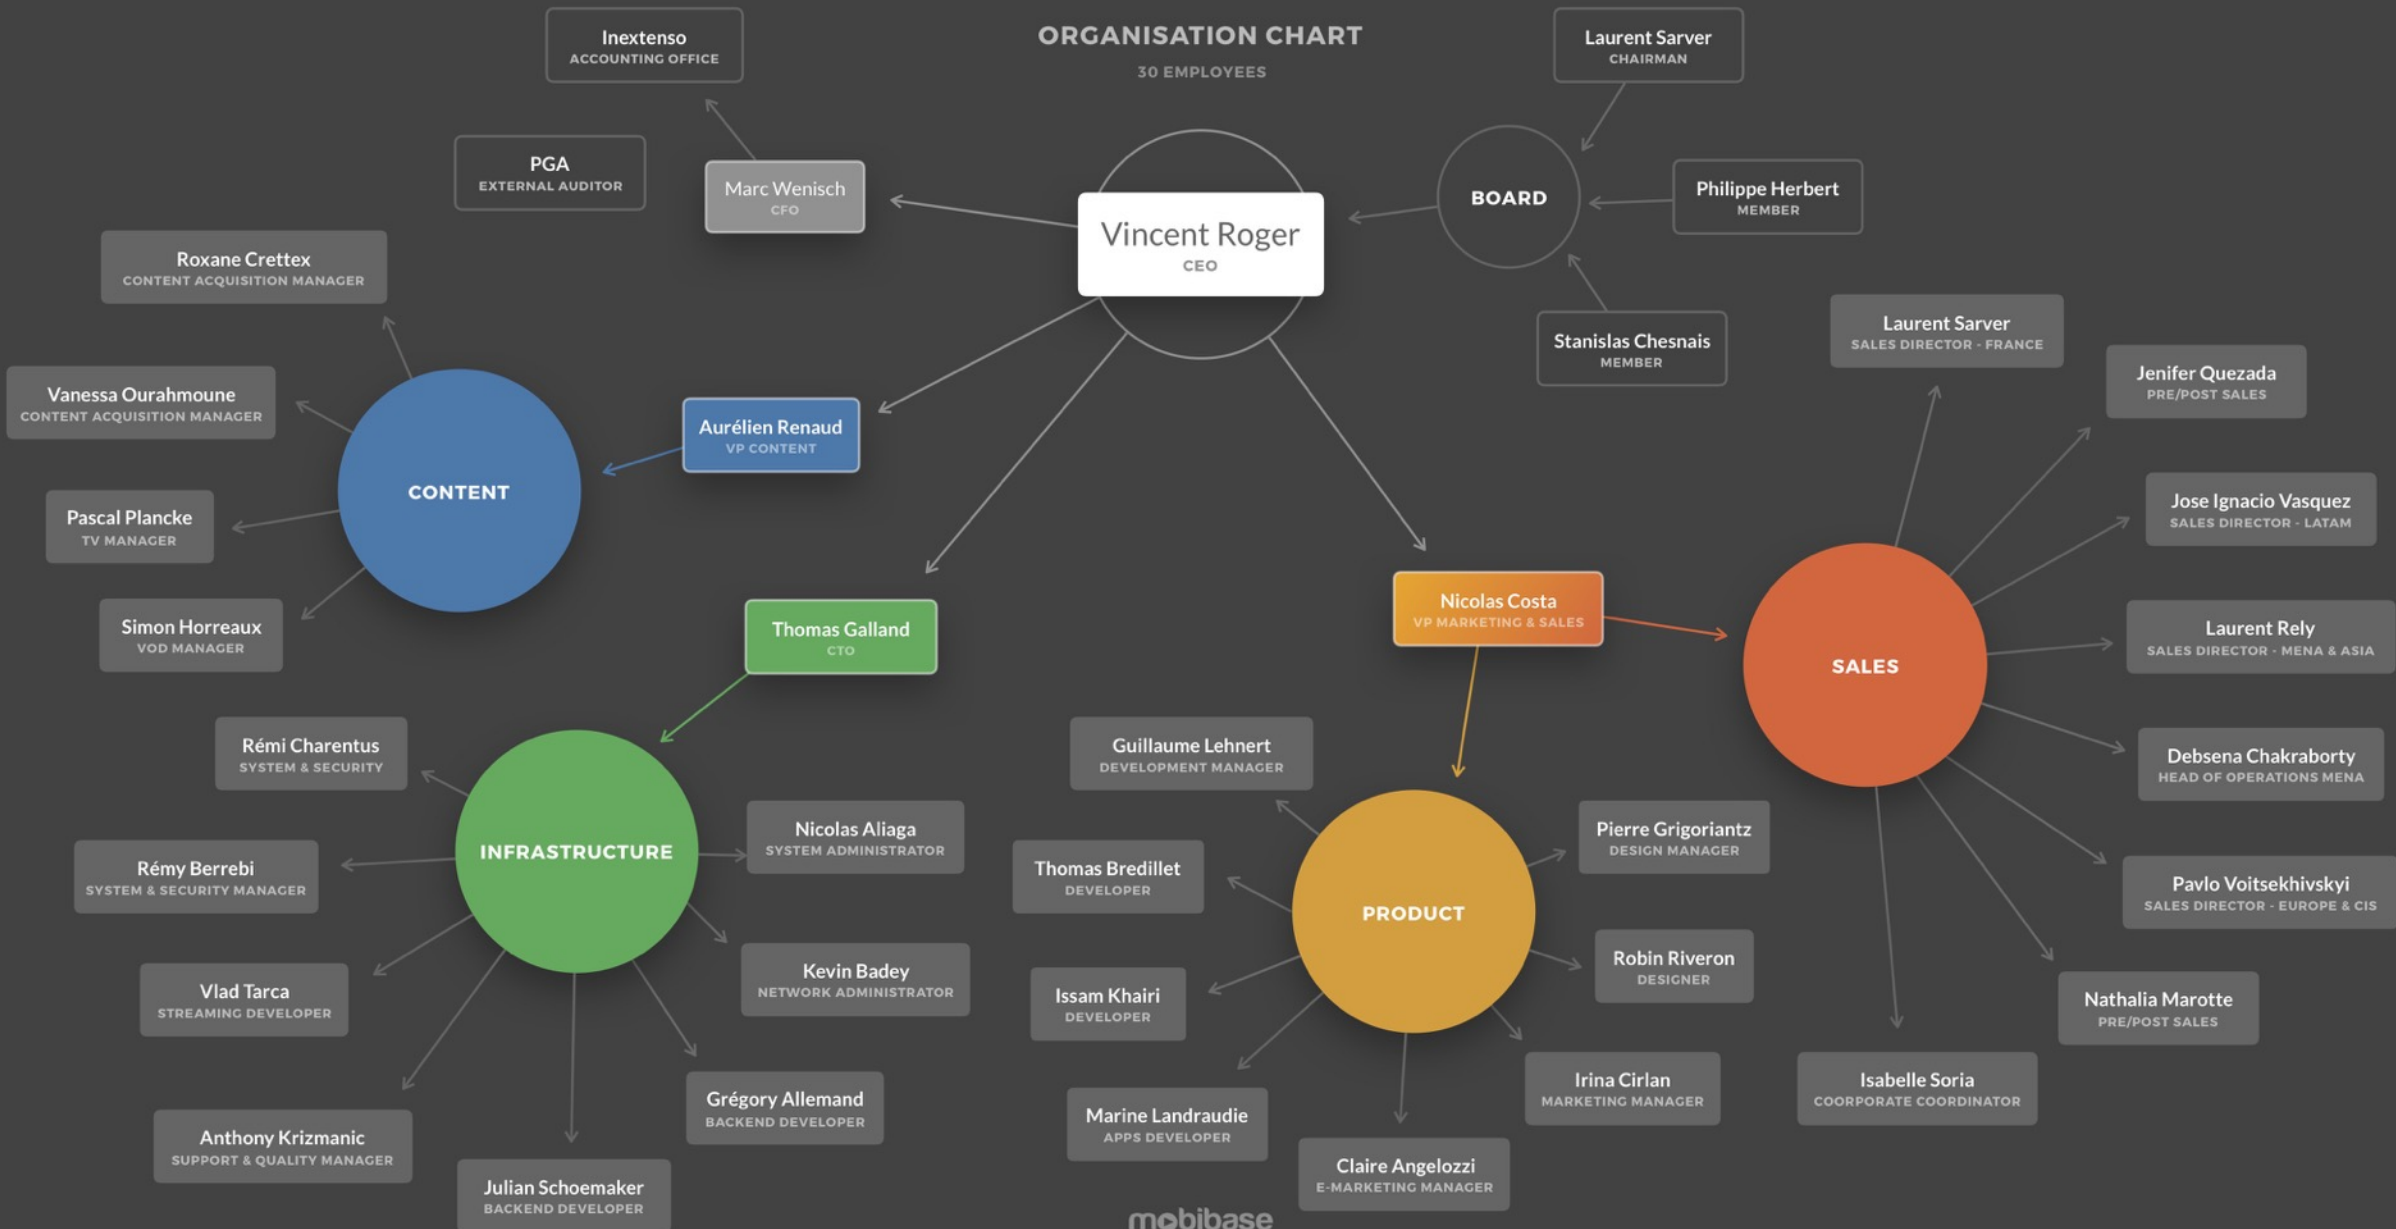 ORGANISATION CHART
30 EMPLOYEES
Inextenso
ACCOUNTING OFFICE
PGA
EXTERNAL AUDITOR
Marc Wenisch
CFO
Vincent Roger
CEO
BOARD
Laurent Sarver
CHAIRMAN
Philippe Herbert
MEMBER
Stanislas Chesnais
MEMBER
Roxane Crettex
CONTENT ACQUISITION MANAGER
Vanessa Ourahmoune
CONTENT ACQUISITION MANAGER
Pascal Plancke
TV MANAGER
Simon Horreaux
VOD MANAGER
CONTENT
Aurélien Renaud
VP CONTENT
Thomas Galland
CTO
Nicolas Costa
VP MARKETING & SALES
Laurent Sarver
SALES DIRECTOR - FRANCE
Jenifer Quezada
PRE/POST SALES
Jose Ignacio Vasquez
SALES DIRECTOR - LATAM
SALES
Laurent Rely
SALES DIRECTOR - MENA & ASIA
Debsena Chakraborty
HEAD OF OPERATIONS MENA
Pavlo Voitsekhivskyi
SALES DIRECTOR - EUROPE & CIS
Nathalia Marotte
PRE/POST SALES
Isabelle Soria
COORPORATE COORDINATOR
Rémi Charentus
SYSTEM & SECURITY
Rémy Berrebi
SYSTEM & SECURITY MANAGER
Vlad Tarca
STREAMING DEVELOPER
Anthony Krizmanic
SUPPORT & QUALITY MANAGER
INFRASTRUCTURE
Nicolas Aliaga
SYSTEM ADMINISTRATOR
Kevin Badey
NETWORK ADMINISTRATOR
Grégory Allemand
BACKEND DEVELOPER
Julian Schoemaker
BACKEND DEVELOPER
Guillaume Lehnert
DEVELOPMENT MANAGER
Thomas Bredillet
DEVELOPER
Issam Khairi
DEVELOPER
Marine Landraudie
APPS DEVELOPER
PRODUCT
Pierre Grigoriantz
DESIGN MANAGER
Robin Riveron
DESIGNER
Irina Cirlan
MARKETING MANAGER
Claire Angelozzi
E-MARKETING MANAGER
mobibase